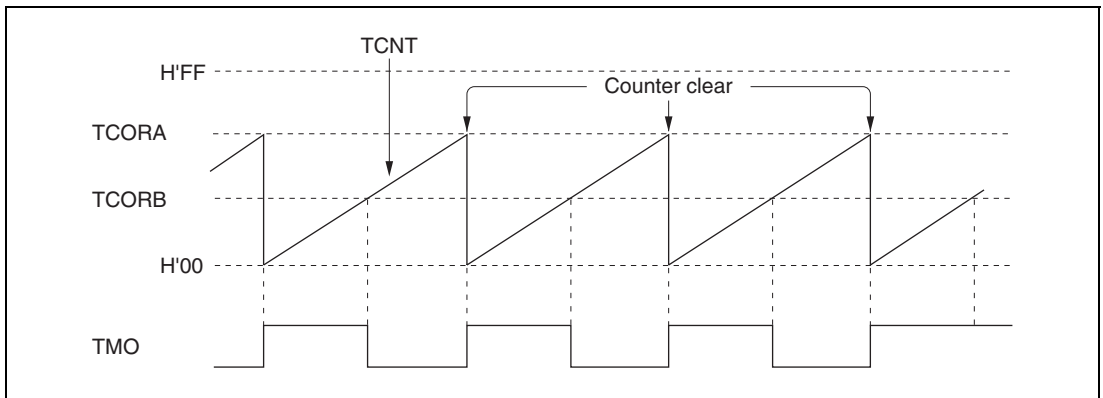 TCNT
H'FF
Counter clear
TCORA
TCORB
H'00
TMO